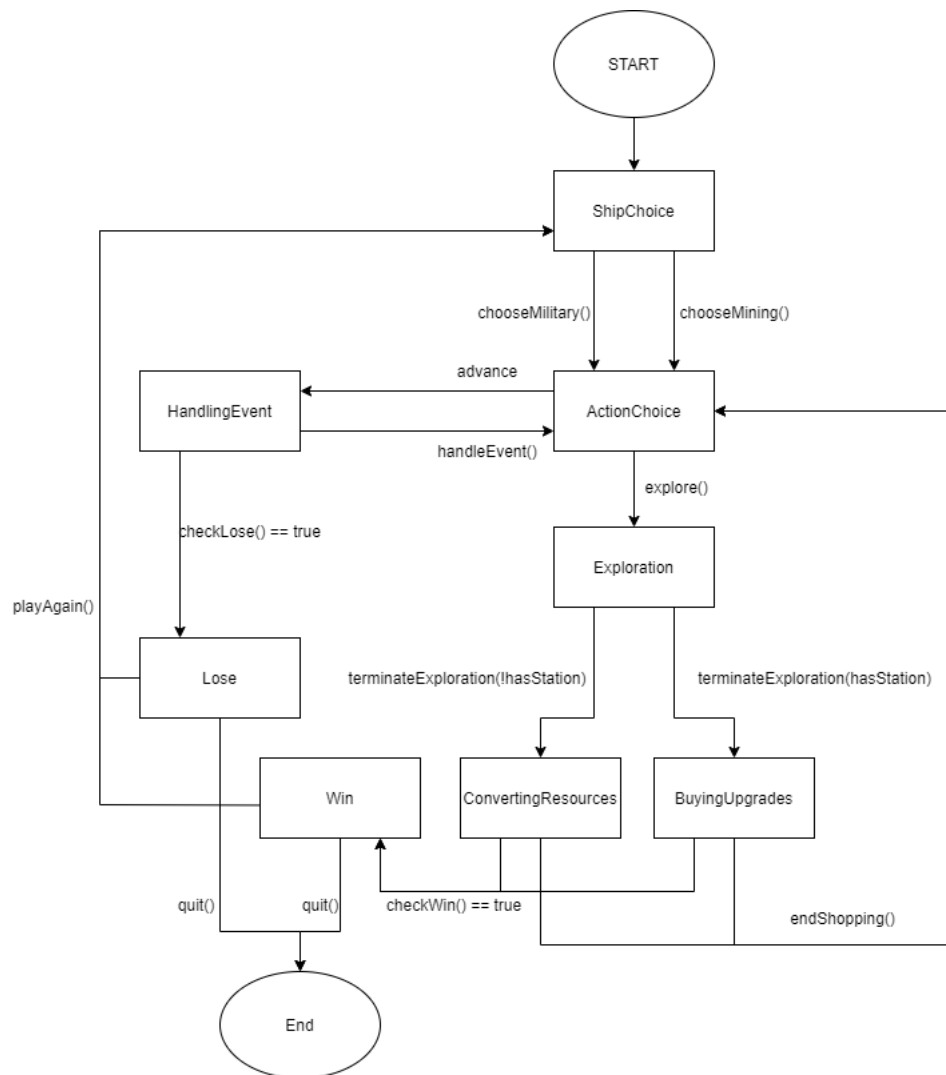 START
ShipChoice
chooseMilitary()
chooseMining()
advance
HandlingEvent
ActionChoice
handleEvent()
explore()
checkLose() == true
Exploration
playAgain()
Lose
terminateExploration(!hasStation)
terminateExploration(hasStation)
Win
ConvertingResources
BuyingUpgrades
quit()
quit()
checkWin() == true
endShopping()
End